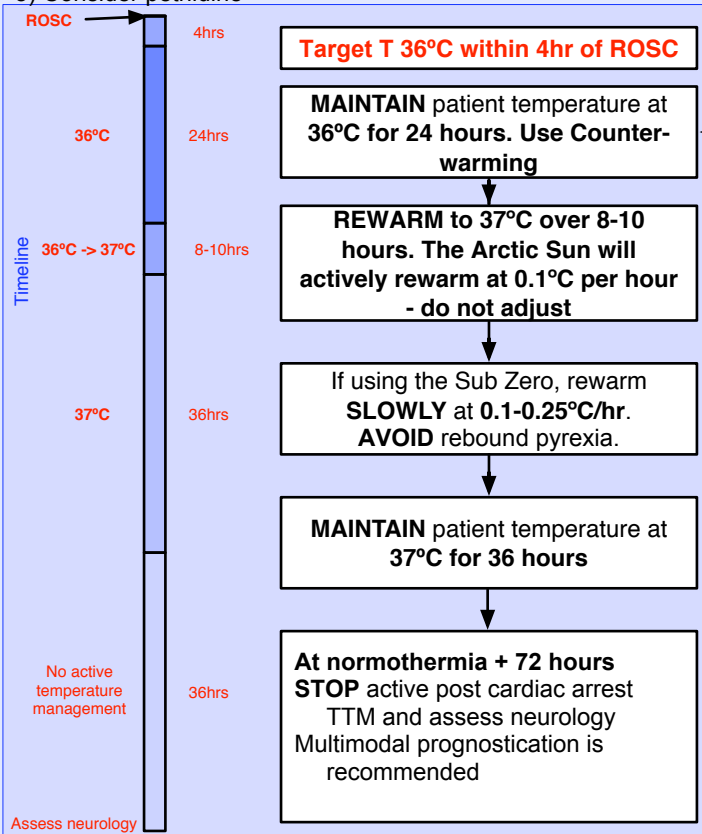 Consider pethidine
ROSC
4hrs
Target T 36ºC within 4hr of ROSC
MAINTAIN patient temperature at
36ºC for 24 hours. Use Counter-
warming
36ºC
24hrs
REWARM to 37ºC over 8-10
hours. The Arctic Sun will
actively rewarm at 0.1ºC per hour
- do not adjust
36ºC -> 37ºC
8-10hrs
Timeline
If using the Sub Zero, rewarm
SLOWLY at 0.1-0.25ºC/hr.
AVOID rebound pyrexia.
37ºC
36hrs
MAINTAIN patient temperature at
37ºC for 36 hours
At normothermia + 72 hours
STOP active post cardiac arrest
TTM and assess neurology
Multimodal prognostication is
recommended
No active
temperature
management
36hrs
Assess neurology